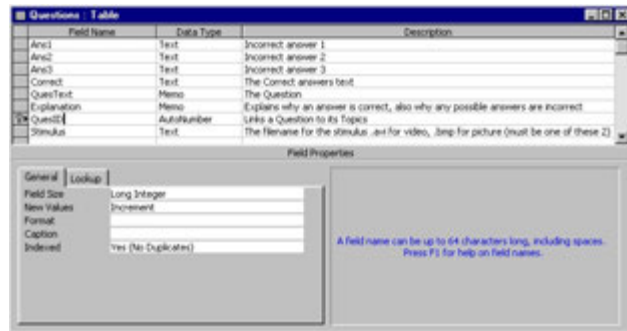 Questions : Table
Field Name Data Type Description
Ans1 Text Incorrect answer 1
Ans2 Text Incorrect answer 2
Ans3 Text Incorrect answer 3
Correct Text The Correct answers text
QuesText Memo The Question
Explanation Memo Explains why an answer is correct, also why any possible answers are incorrect
QuesID AutoNumber Links a Question to its Topics
Stimulus Text The filename for the stimulus .avi for video, .bmp for picture (must be one of these 2)
Field Properties
General Lookup
Field Size Long Integer
New Values Increment
Format
Caption
Indexed Yes (No Duplicates)
A field name can be up to 64 characters long, including spaces.
Press F1 for help on field names.